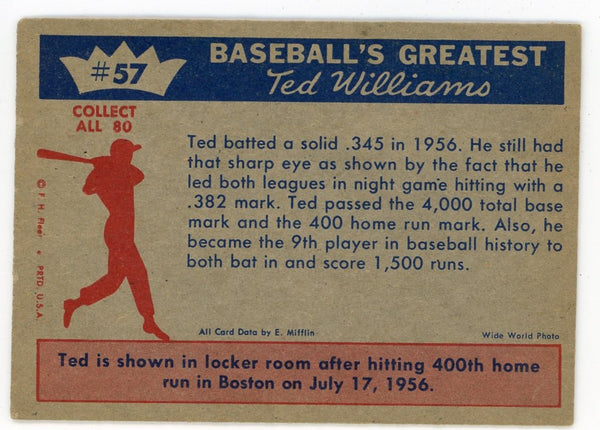 #57
BASEBALL'S GREATEST
Ted Williams
COLLECT
ALL 80
Ted batted a solid .345 in 1956. He still had
that sharp eye as shown by the fact that he
led both leagues in night game hitting with a
.382 mark. Ted passed the 4,000 total base
mark and the 400 home run mark. Also, he
became the 9th player in baseball history to
both bat in and score 1,500 runs.
© F. H. Fleer • PRTD. U.S.A.
All Card Data by E. Mifflin
Wide World Photo
Ted is shown in locker room after hitting 400th home
run in Boston on July 17, 1956.